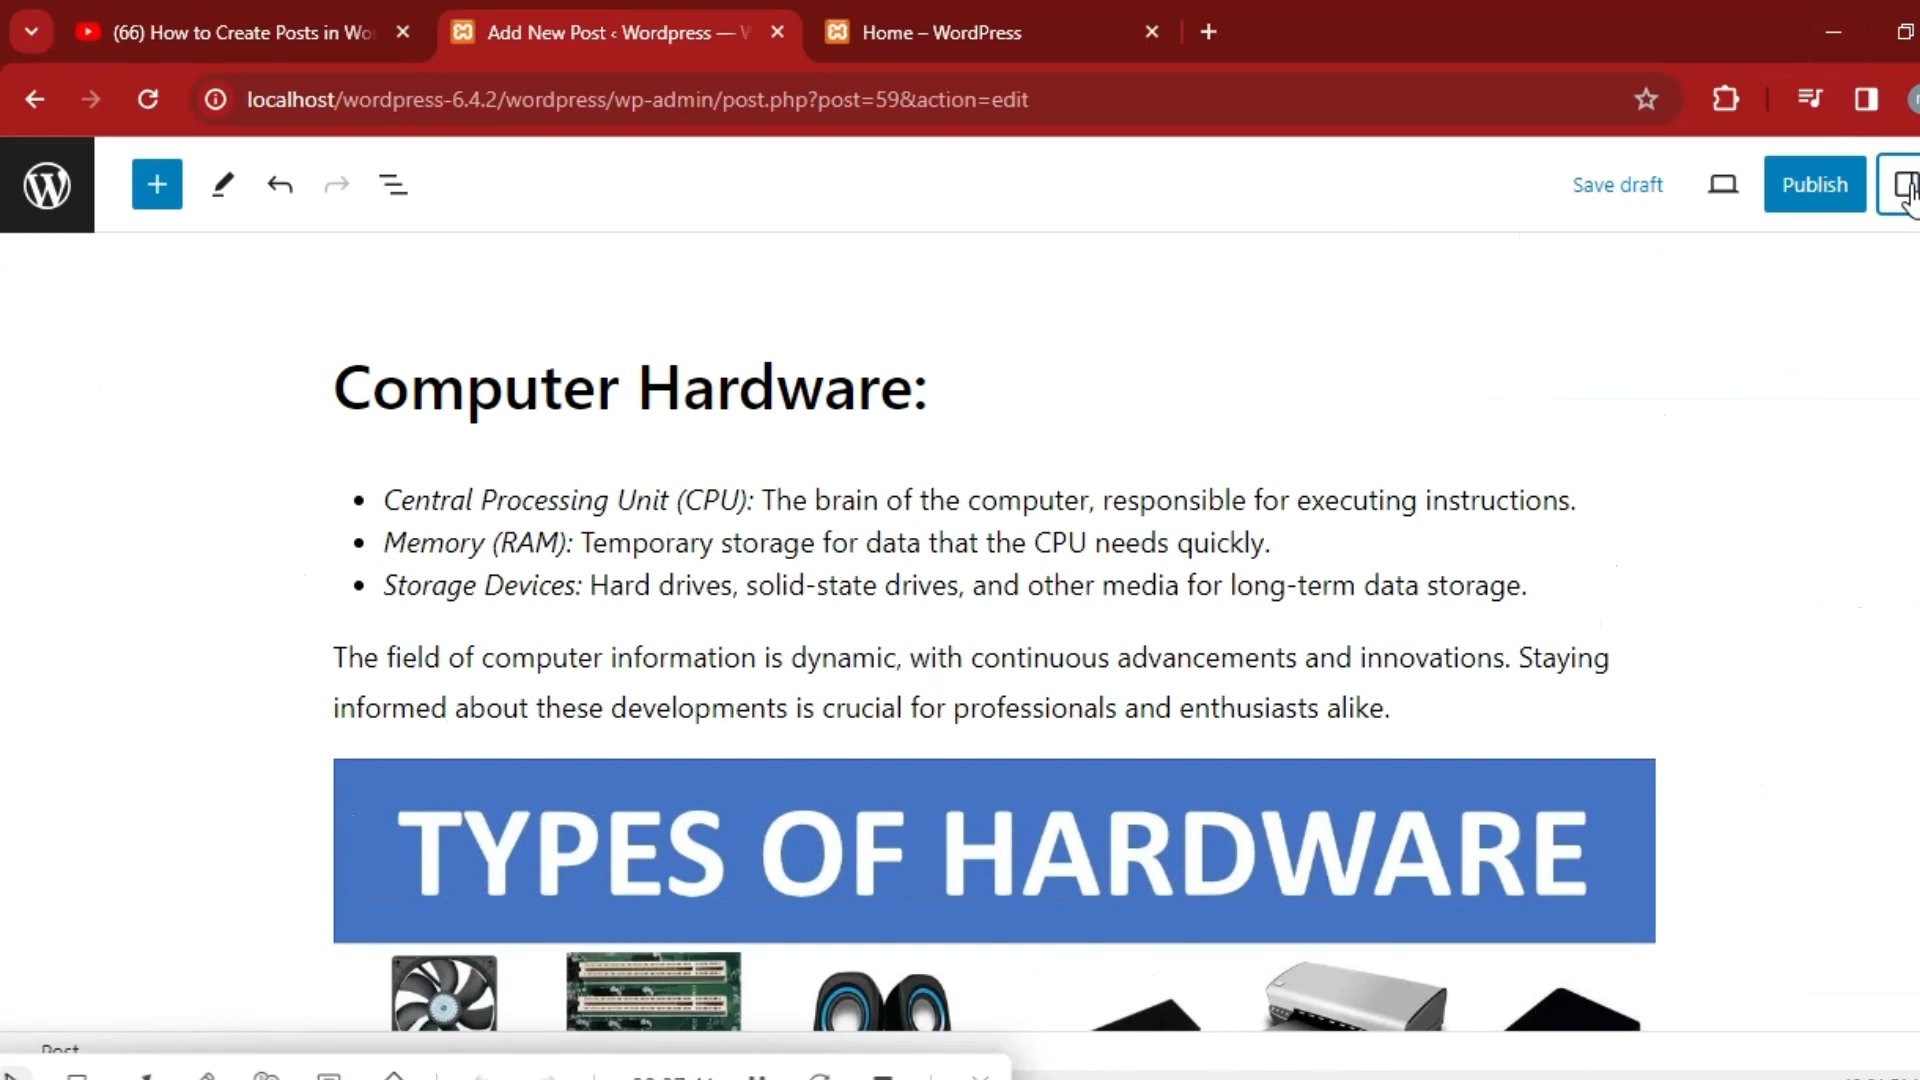 (66) How to Create Posts in Wo
Add New Post ‹ Wordpress —
Home – WordPress
localhost/wordpress-6.4.2/wordpress/wp-admin/post.php?post=59&action=edit
Save draft
Publish
Computer Hardware:
• Central Processing Unit (CPU): The brain of the computer, responsible for executing instructions.
• Memory (RAM): Temporary storage for data that the CPU needs quickly.
• Storage Devices: Hard drives, solid-state drives, and other media for long-term data storage.
The field of computer information is dynamic, with continuous advancements and innovations. Staying
informed about these developments is crucial for professionals and enthusiasts alike.
TYPES OF HARDWARE
Post